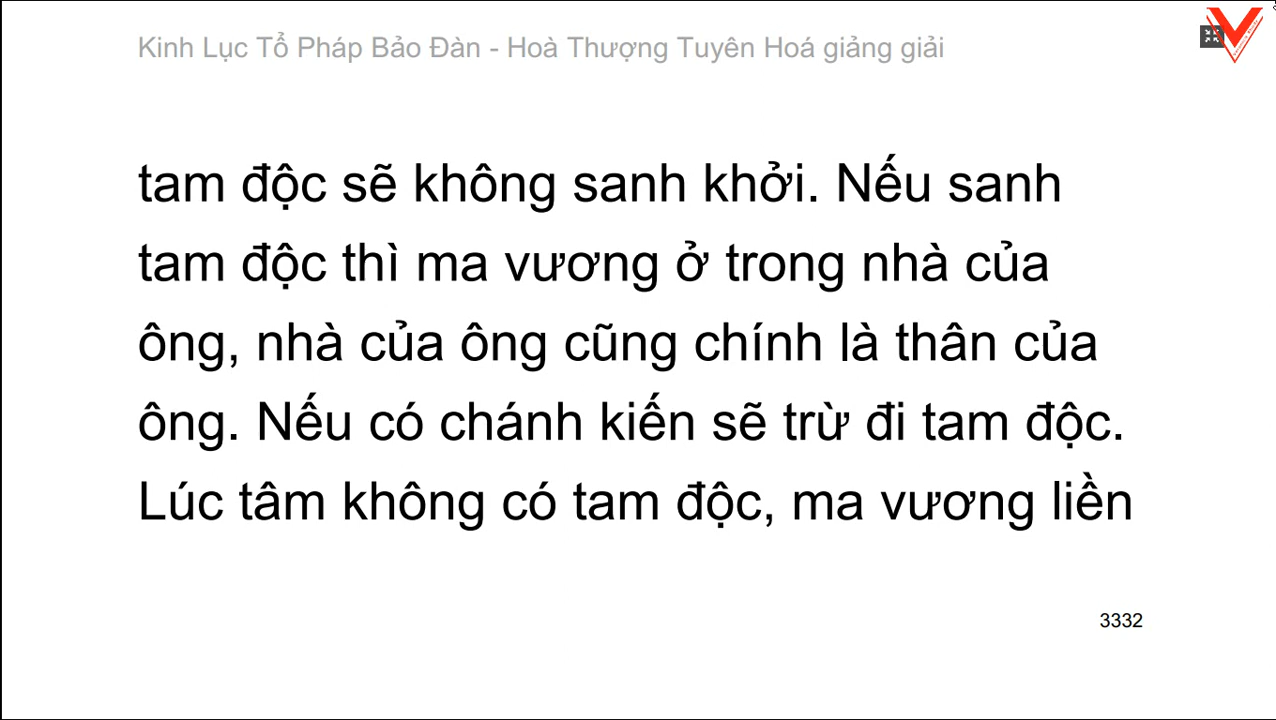 Kinh Lục Tổ Pháp Bảo Đàn - Hoà Thượng Tuyên Hoá giảng giải
tam độc sẽ không sanh khởi. Nếu sanh
tam độc thì ma vương ở trong nhà của
ông, nhà của ông cũng chính là thân của
ông. Nếu có chánh kiến sẽ trừ đi tam độc.
Lúc tâm không có tam độc, ma vương liền
3332